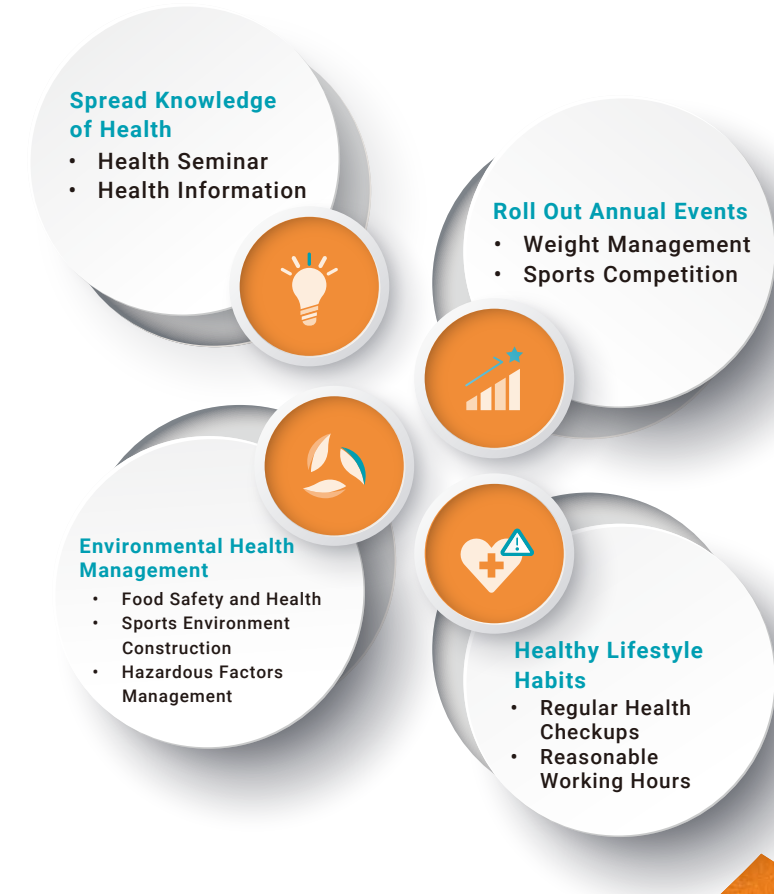 Spread Knowledge
of Health
• Health Seminar
• Health Information
Roll Out Annual Events
• Weight Management
• Sports Competition
Environmental Health
Management
• Food Safety and Health
• Sports Environment
Construction
• Hazardous Factors
Management
Healthy Lifestyle
Habits
• Regular Health
Checkups
• Reasonable
Working Hours